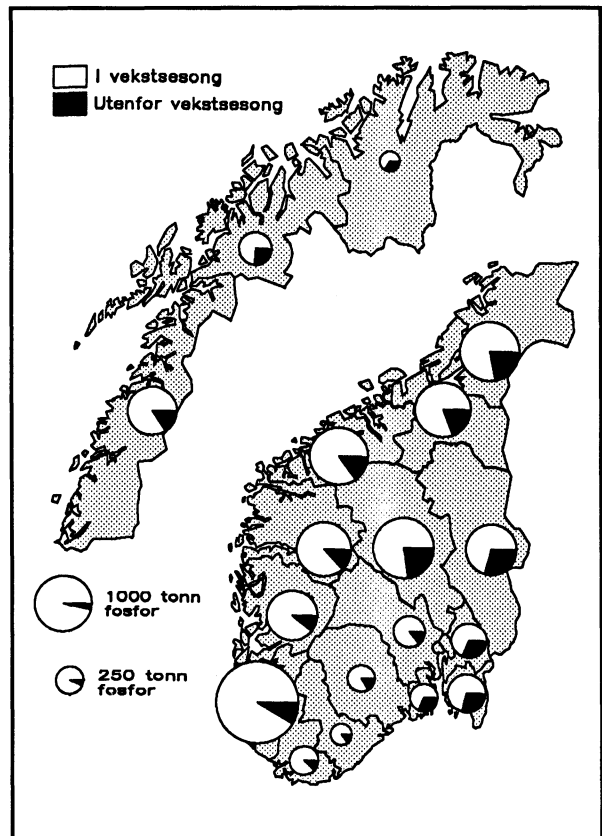 I vekstsesong
Utenfor vekstsesong
1000 tonn
fosfor
250 tonn
fosfor